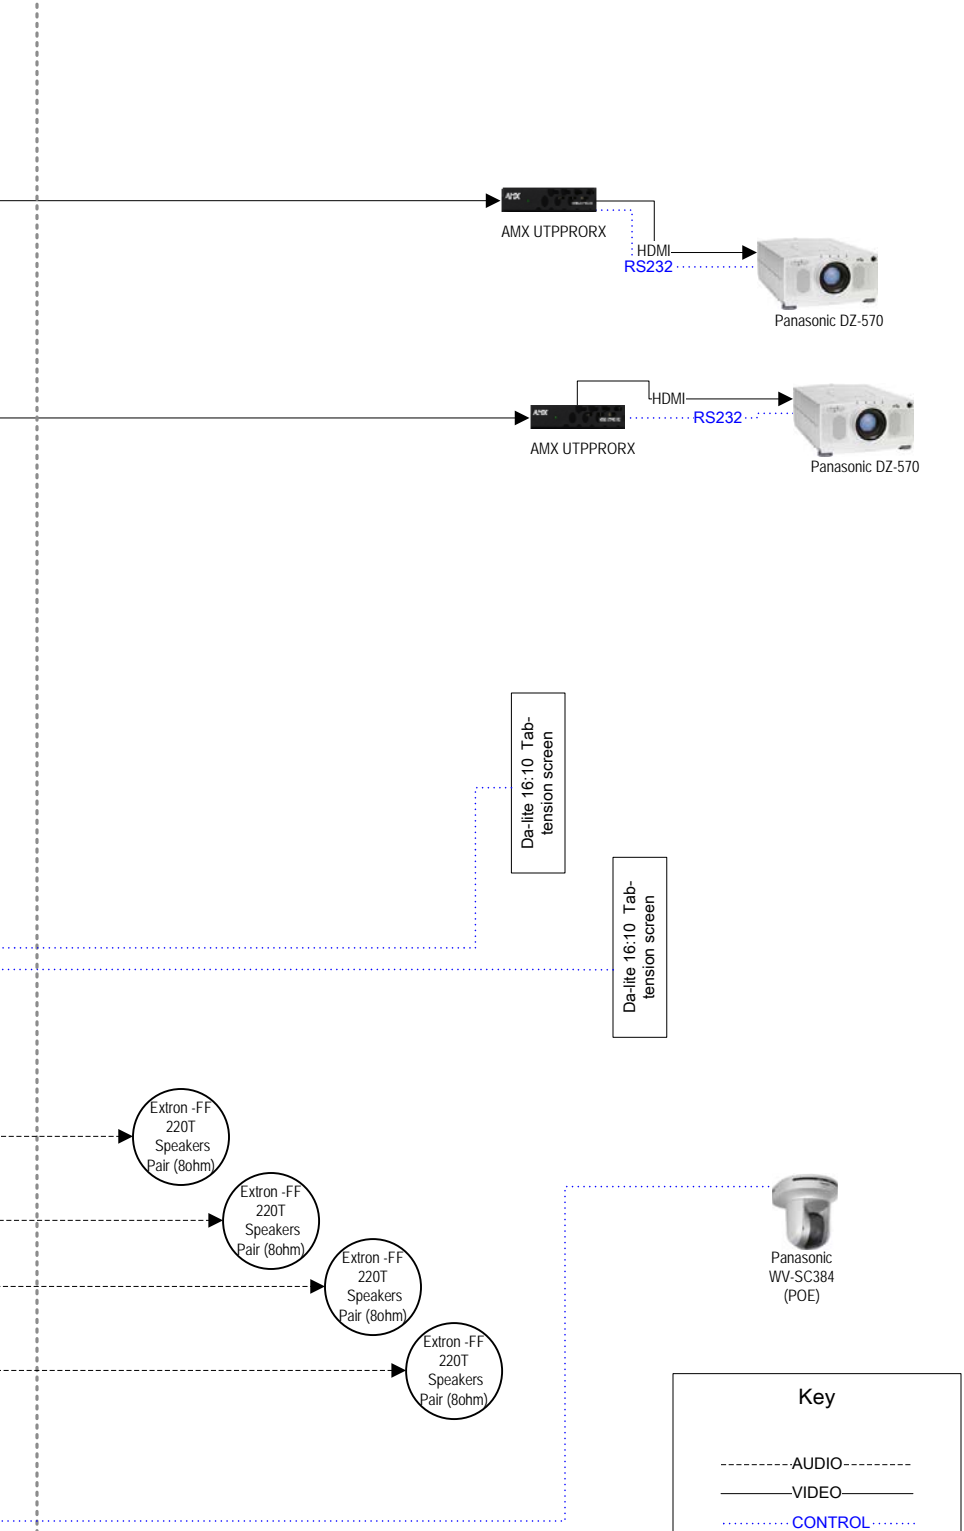 AMX
AMX UTPPRORX
HDMI
RS232
Panasonic DZ-570
AMX
HDMI
RS232
AMX UTPPRORX
Panasonic DZ-570
Da-lite 16:10 Tab-
tension screen
Da-lite 16:10 Tab-
tension screen
Extron -FF
220T
Speakers
Pair (8ohm)
Extron -FF
220T
Speakers
Pair (8ohm)
Extron -FF
220T
Speakers
Pair (8ohm)
Extron -FF
220T
Speakers
Pair (8ohm)
Panasonic
WV-SC384
(POE)
Key
AUDIO
VIDEO
CONTROL